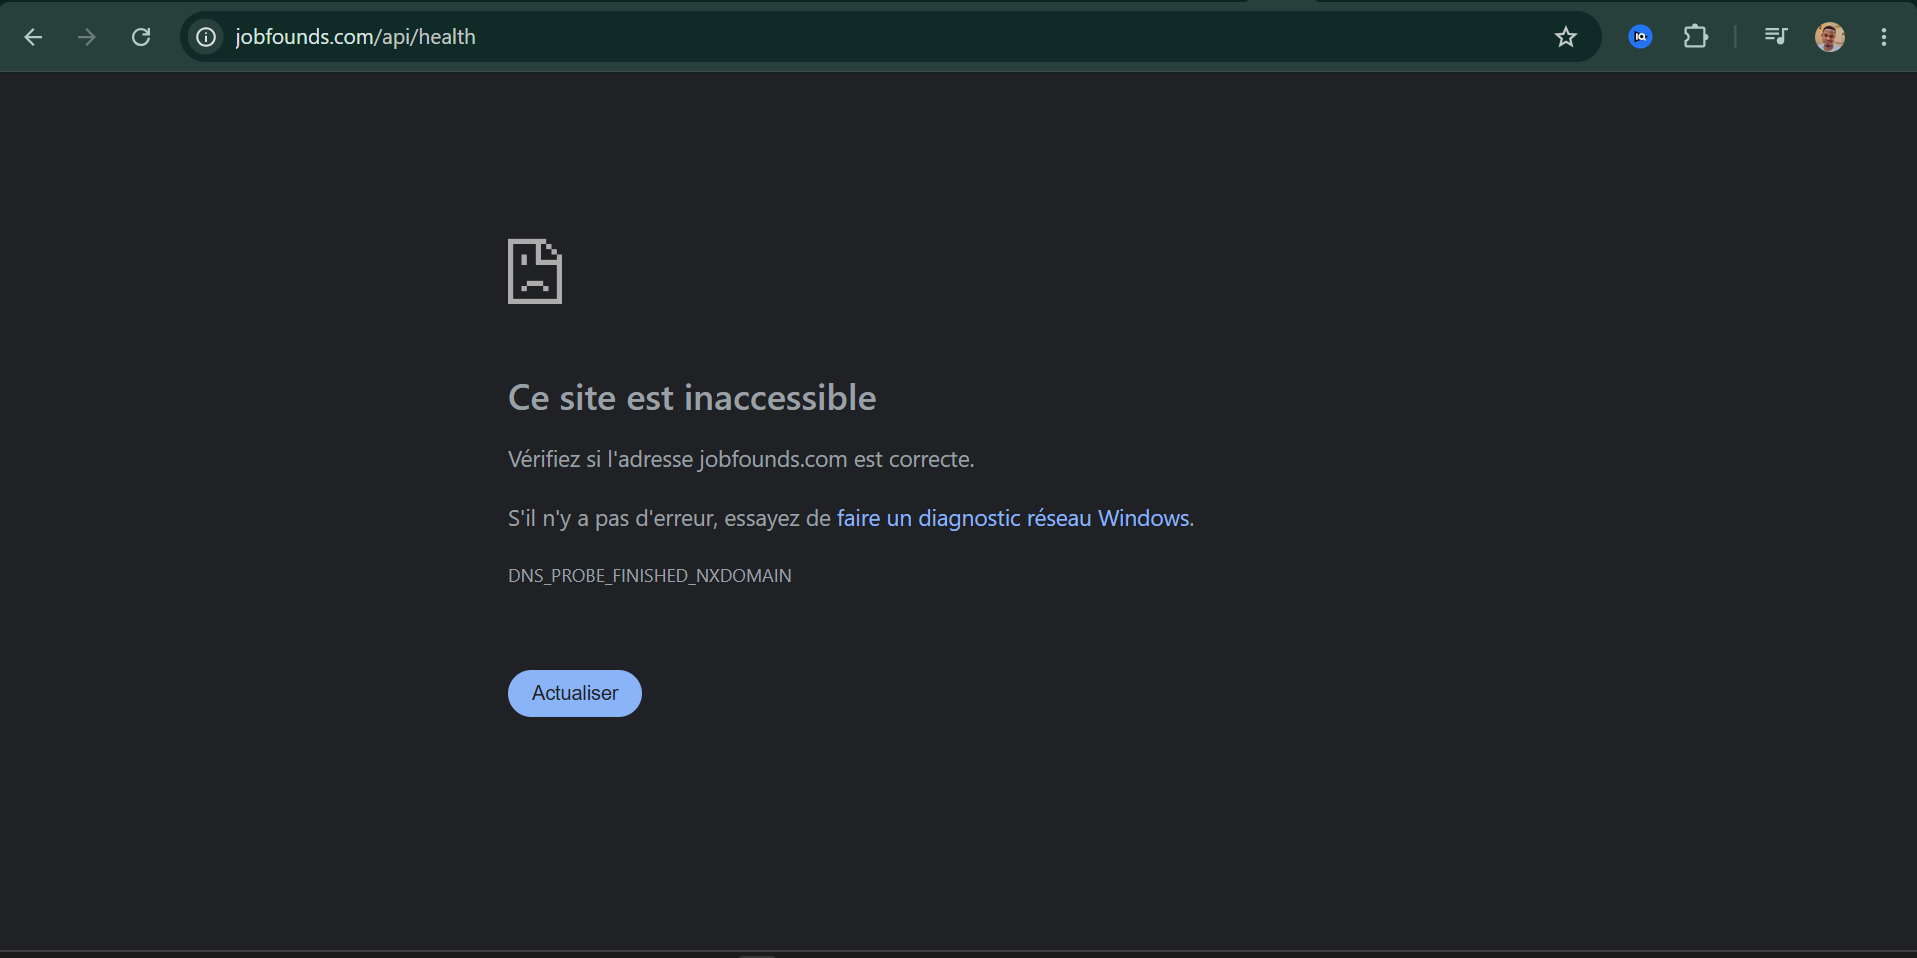 jobfounds.com/api/health
Ce site est inaccessible
Vérifiez si l'adresse jobfounds.com est correcte.
S'il n'y a pas d'erreur, essayez de faire un diagnostic réseau Windows.
DNS_PROBE_FINISHED_NXDOMAIN
Actualiser